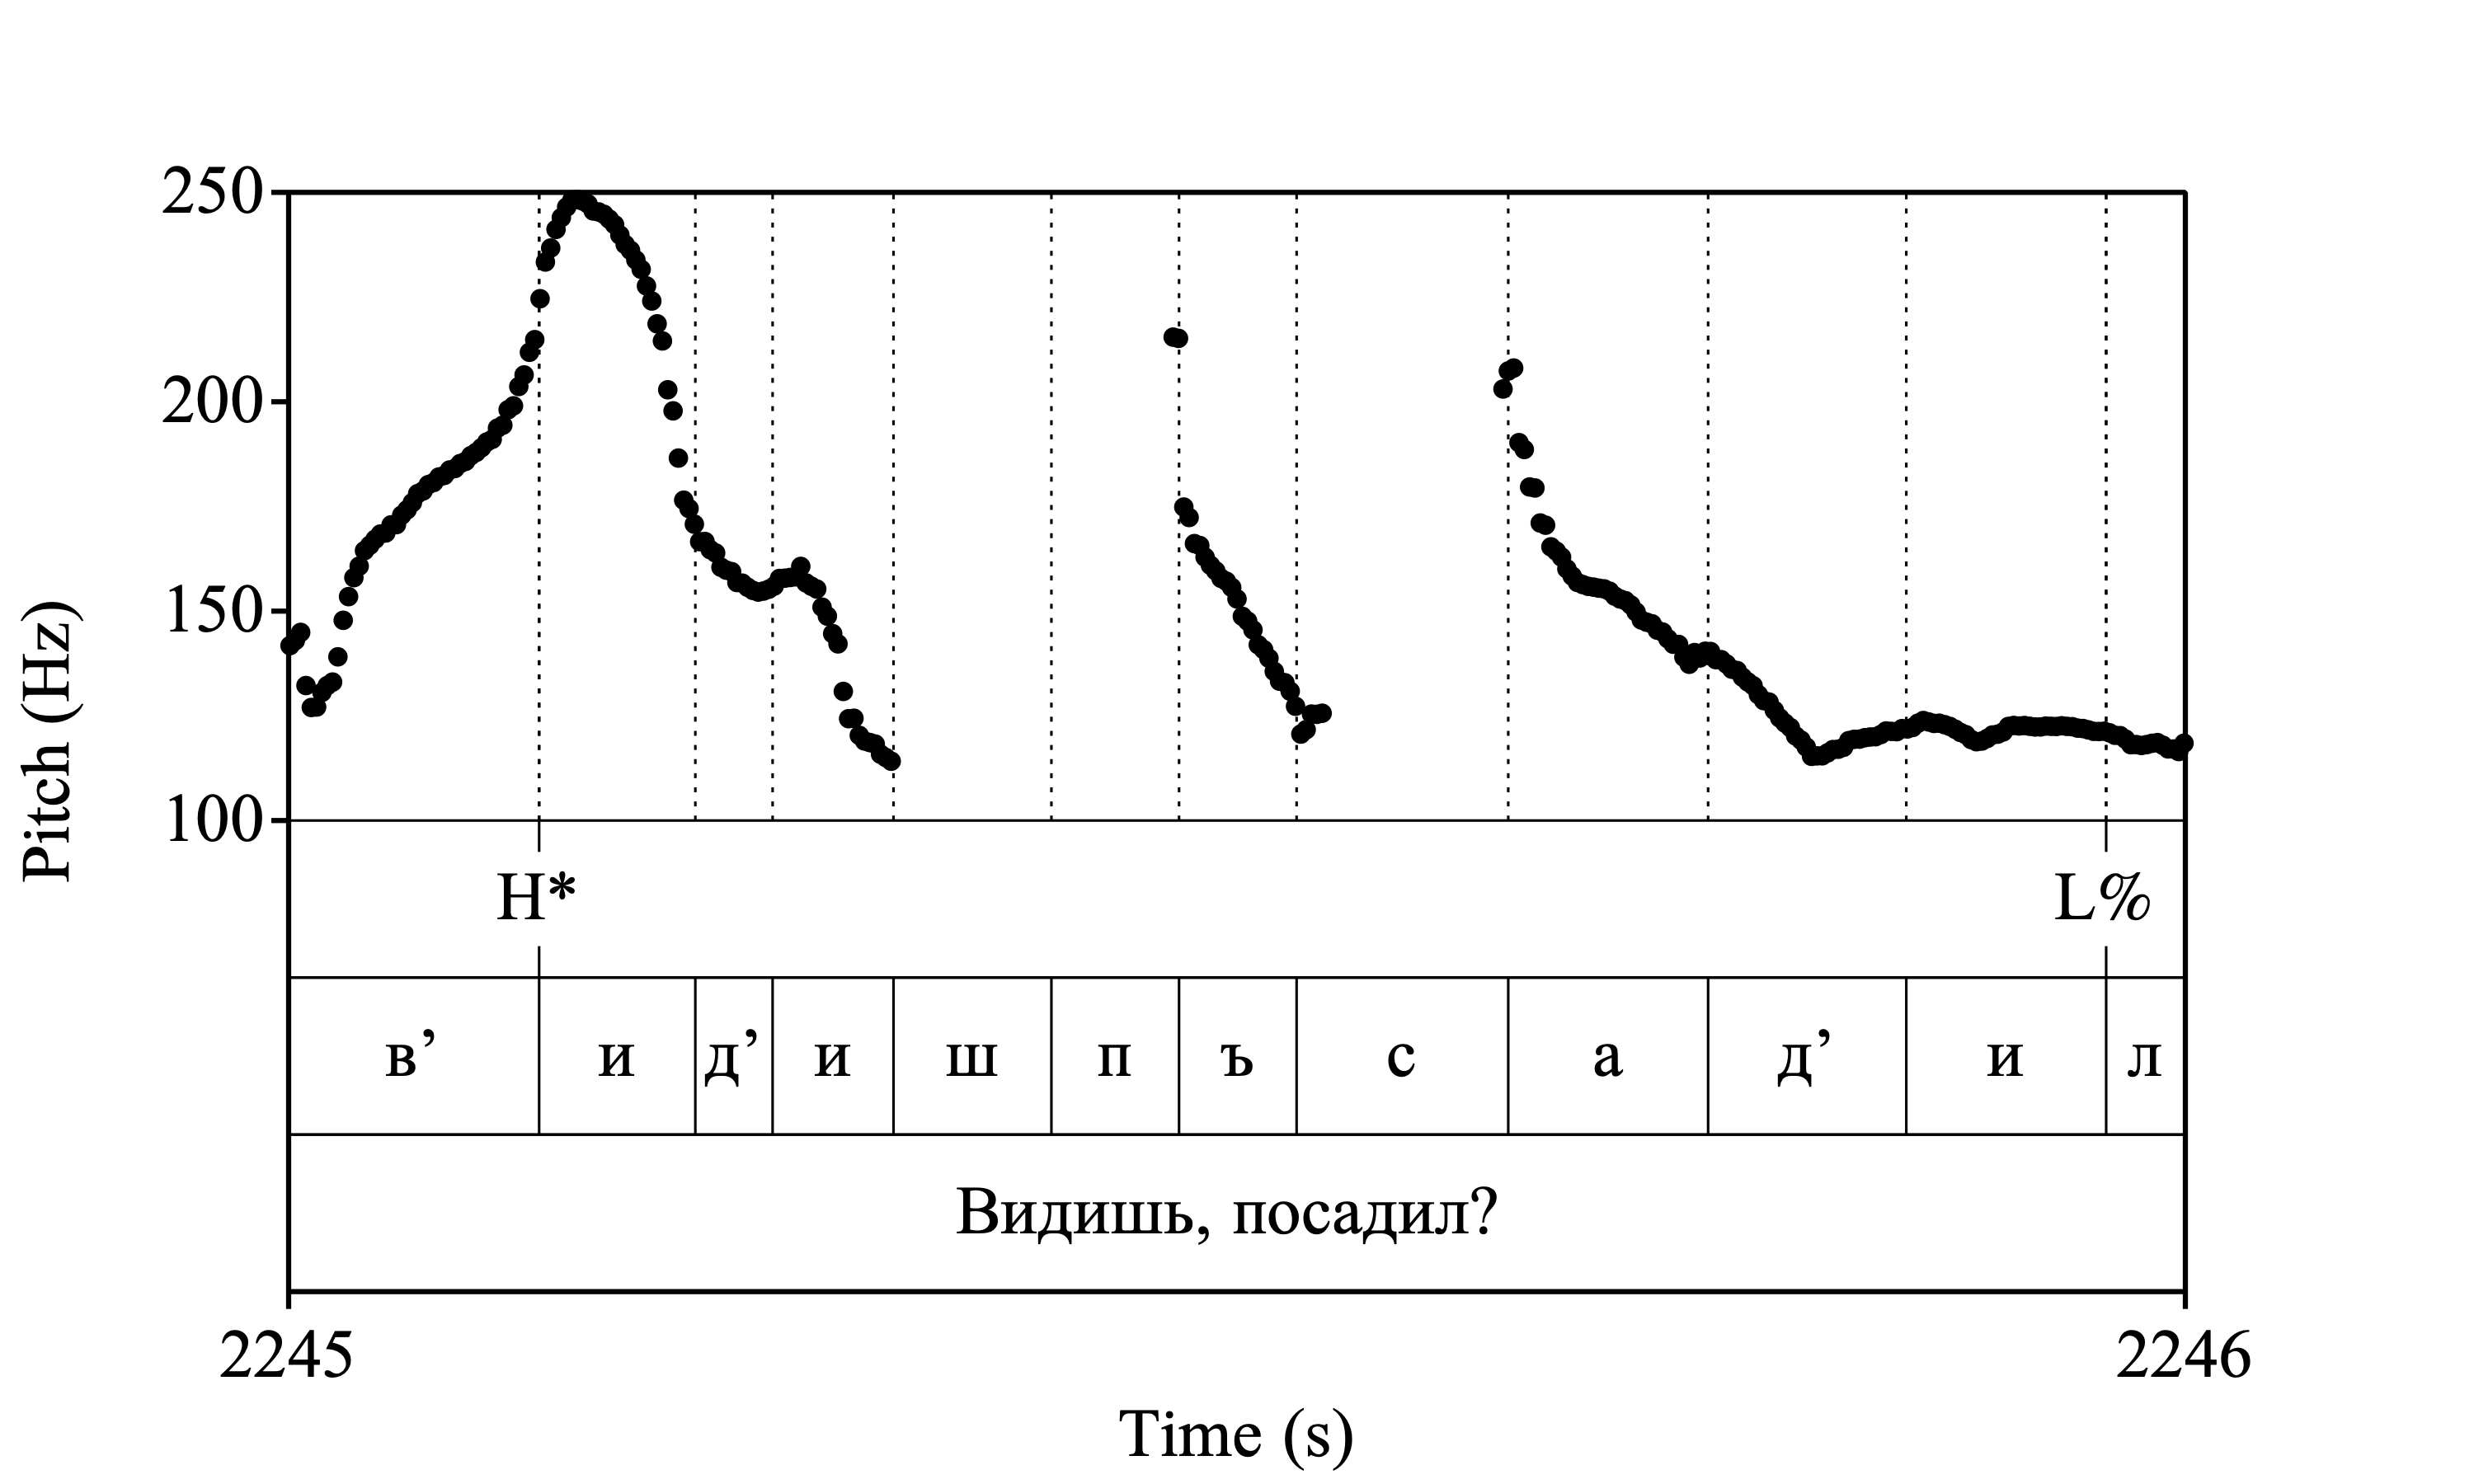 250
200
150
100
Pitch (Hz)
H* L%
в’ и д’ и ш п ъ с а д’ и л
Видишь, посадил?
2245 2246
Time (s)